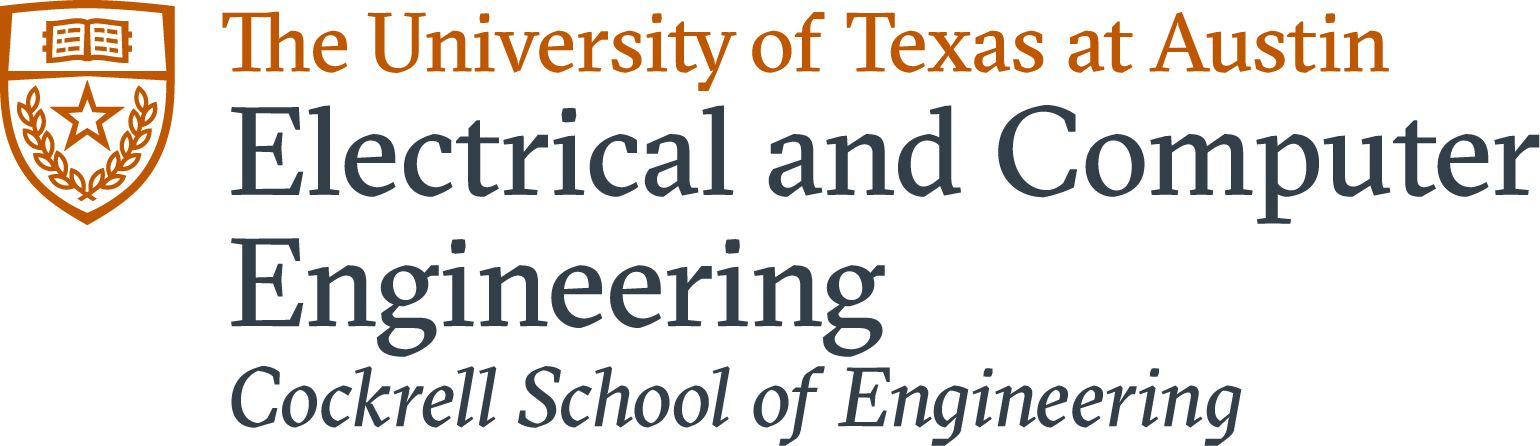 The University of Texas at Austin
Electrical and Computer
Engineering
Cockrell School of Engineering